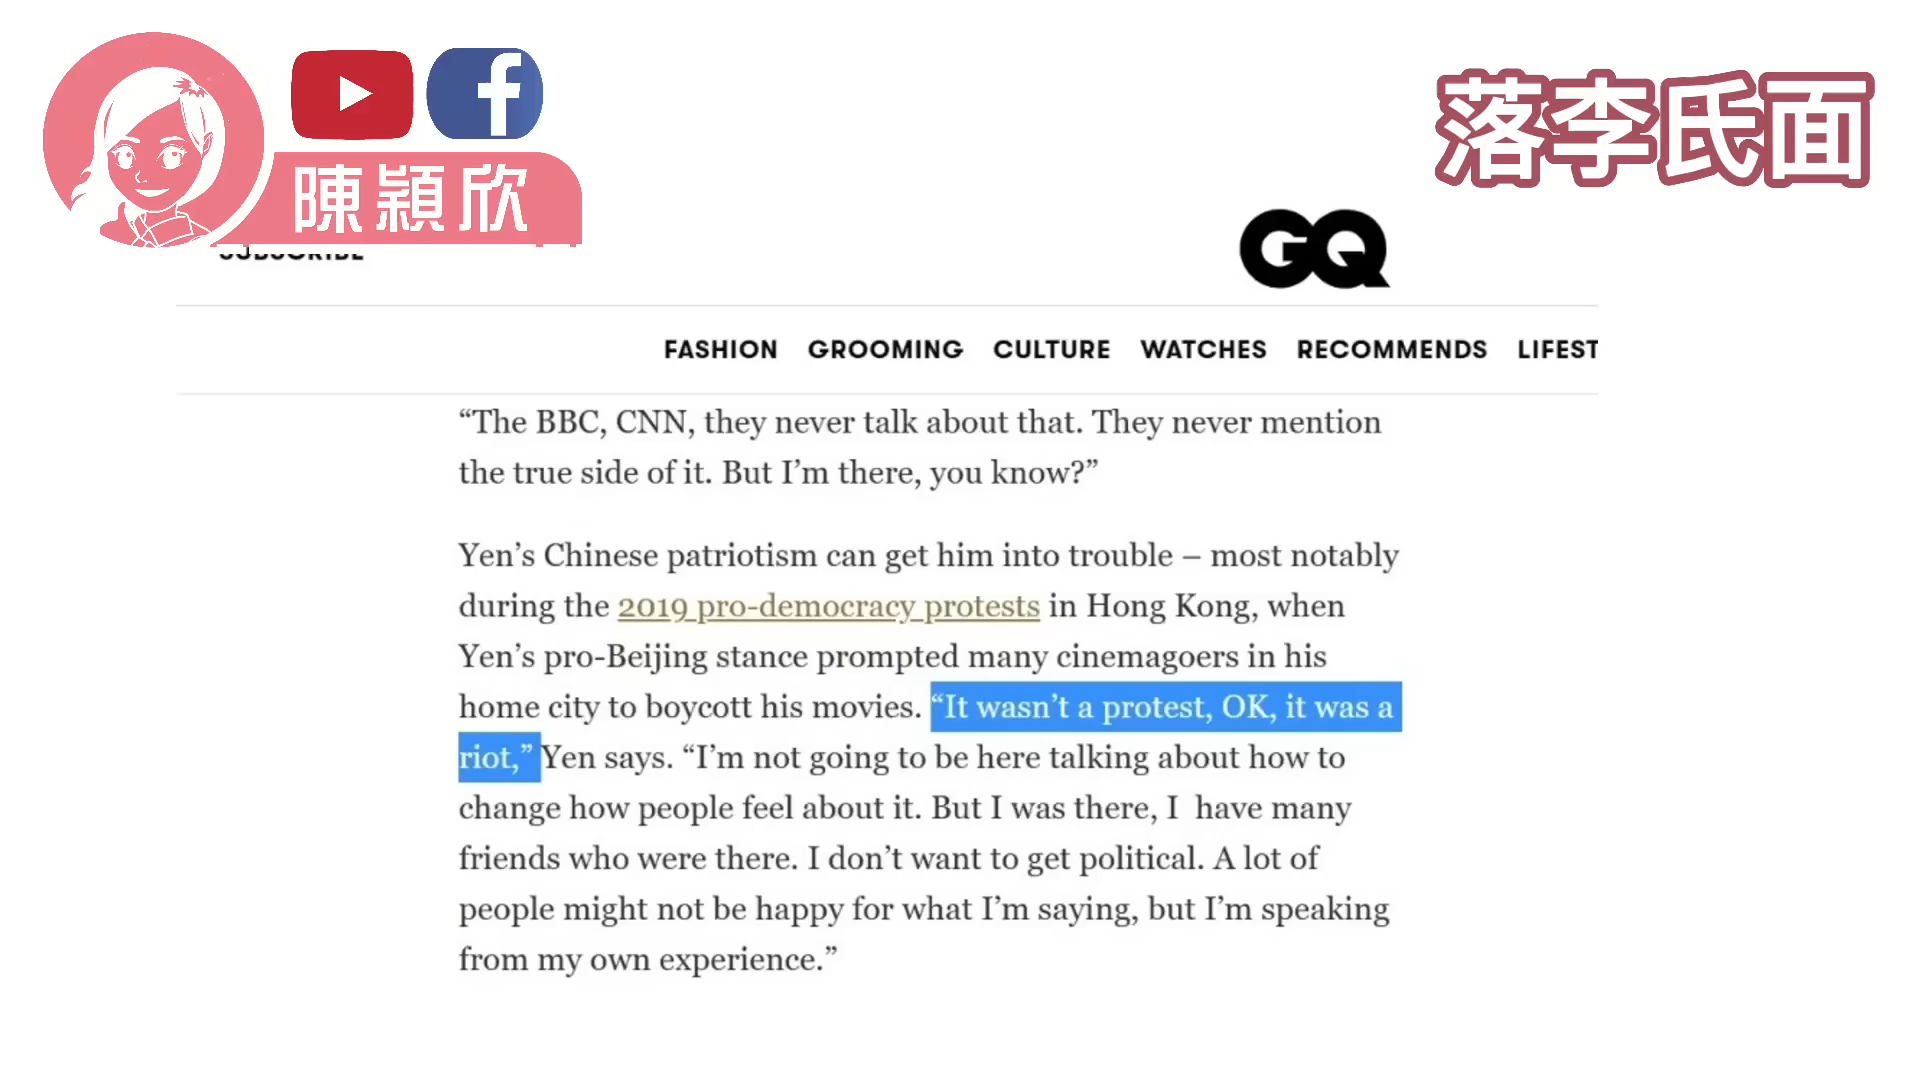 陳穎欣
落李氏面
SUBSCRIBE
GQ
FASHION GROOMING CULTURE WATCHES RECOMMENDS LIFEST
“The BBC, CNN, they never talk about that. They never mention
the true side of it. But I’m there, you know?”
Yen’s Chinese patriotism can get him into trouble – most notably
during the 2019 pro-democracy protests in Hong Kong, when
Yen’s pro-Beijing stance prompted many cinemagoers in his
home city to boycott his movies. “It wasn’t a protest, OK, it was a
riot,” Yen says. “I’m not going to be here talking about how to
change how people feel about it. But I was there, I have many
friends who were there. I don’t want to get political. A lot of
people might not be happy for what I’m saying, but I’m speaking
from my own experience.”